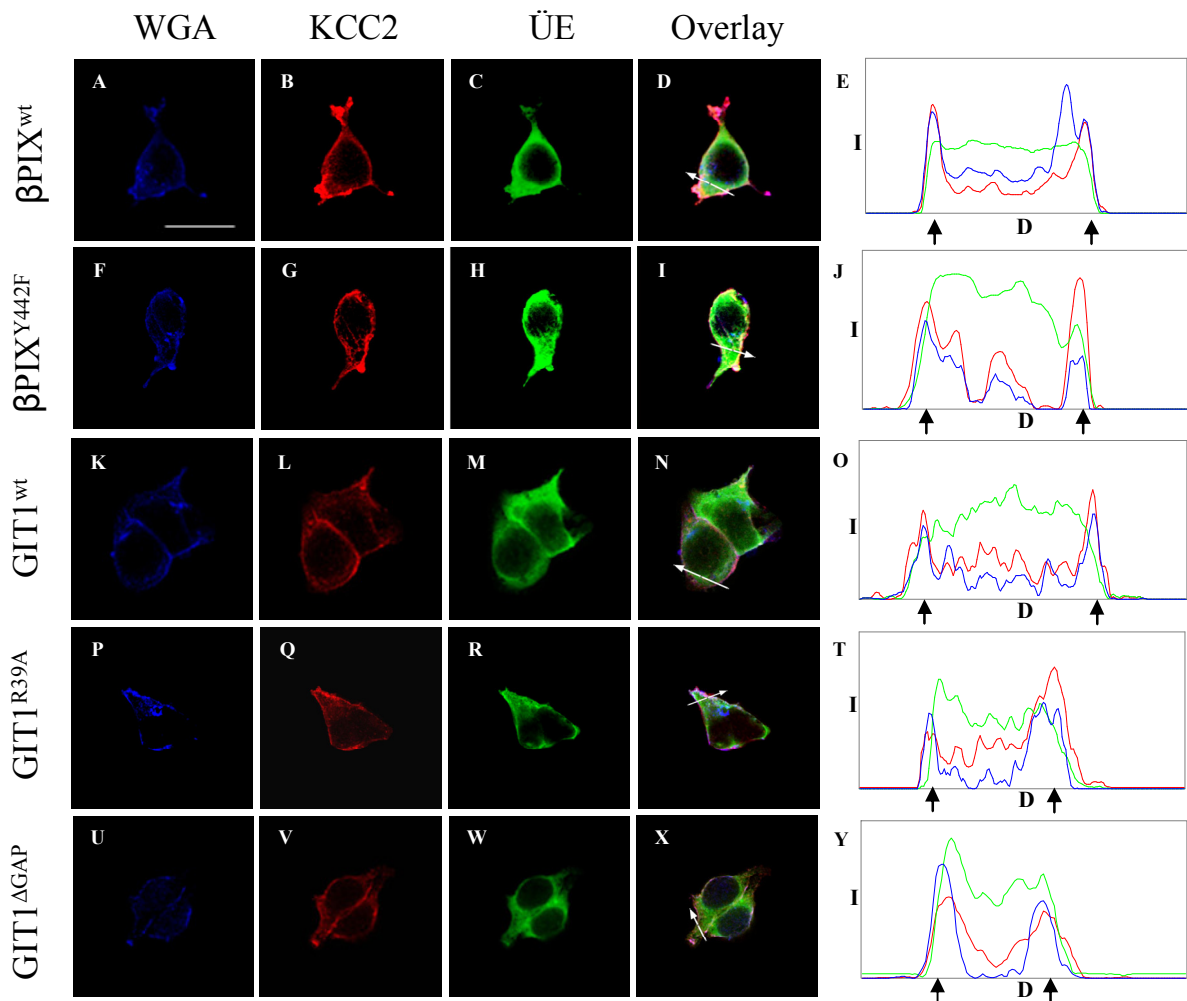 WGA KCC2 ÜE Overlay
βPIXwt
A B C D E
I
D
βPIXY442F
F G H I J
I
D
GIT1wt
K L M N O
I
D
GIT1R39A
P Q R T
I
D
GIT1ΔGAP
U V W X Y
I
D